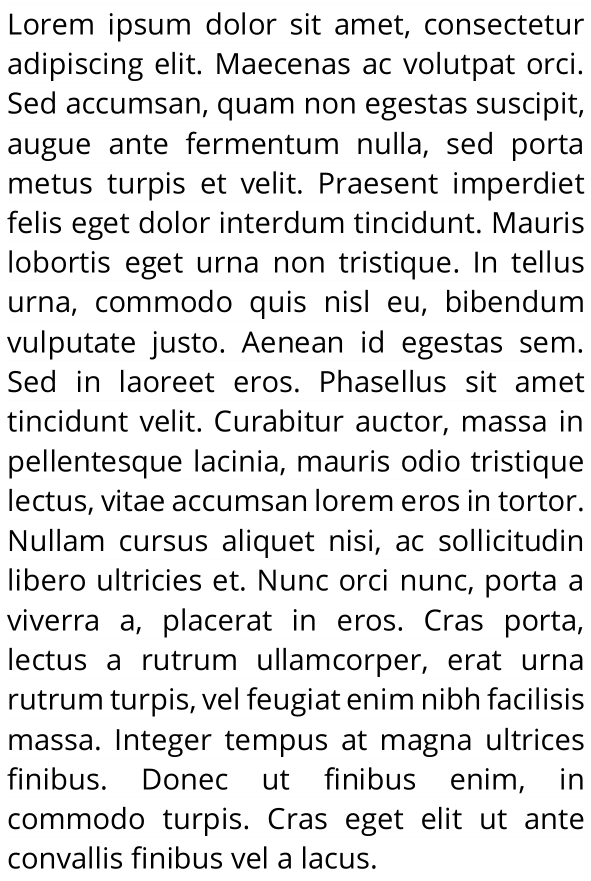 Lorem ipsum dolor sit amet, consectetur
adipiscing elit. Maecenas ac volutpat orci.
Sed accumsan, quam non egestas suscipit,
augue ante fermentum nulla, sed porta
metus turpis et velit. Praesent imperdiet
felis eget dolor interdum tincidunt. Mauris
lobortis eget urna non tristique. In tellus
urna, commodo quis nisl eu, bibendum
vulputate justo. Aenean id egestas sem.
Sed in laoreet eros. Phasellus sit amet
tincidunt velit. Curabitur auctor, massa in
pellentesque lacinia, mauris odio tristique
lectus, vitae accumsan lorem eros in tortor.
Nullam cursus aliquet nisi, ac sollicitudin
libero ultricies et. Nunc orci nunc, porta a
viverra a, placerat in eros. Cras porta,
lectus a rutrum ullamcorper, erat urna
rutrum turpis, vel feugiat enim nibh facilisis
massa. Integer tempus at magna ultrices
finibus. Donec ut finibus enim, in
commodo turpis. Cras eget elit ut ante
convallis finibus vel a lacus.